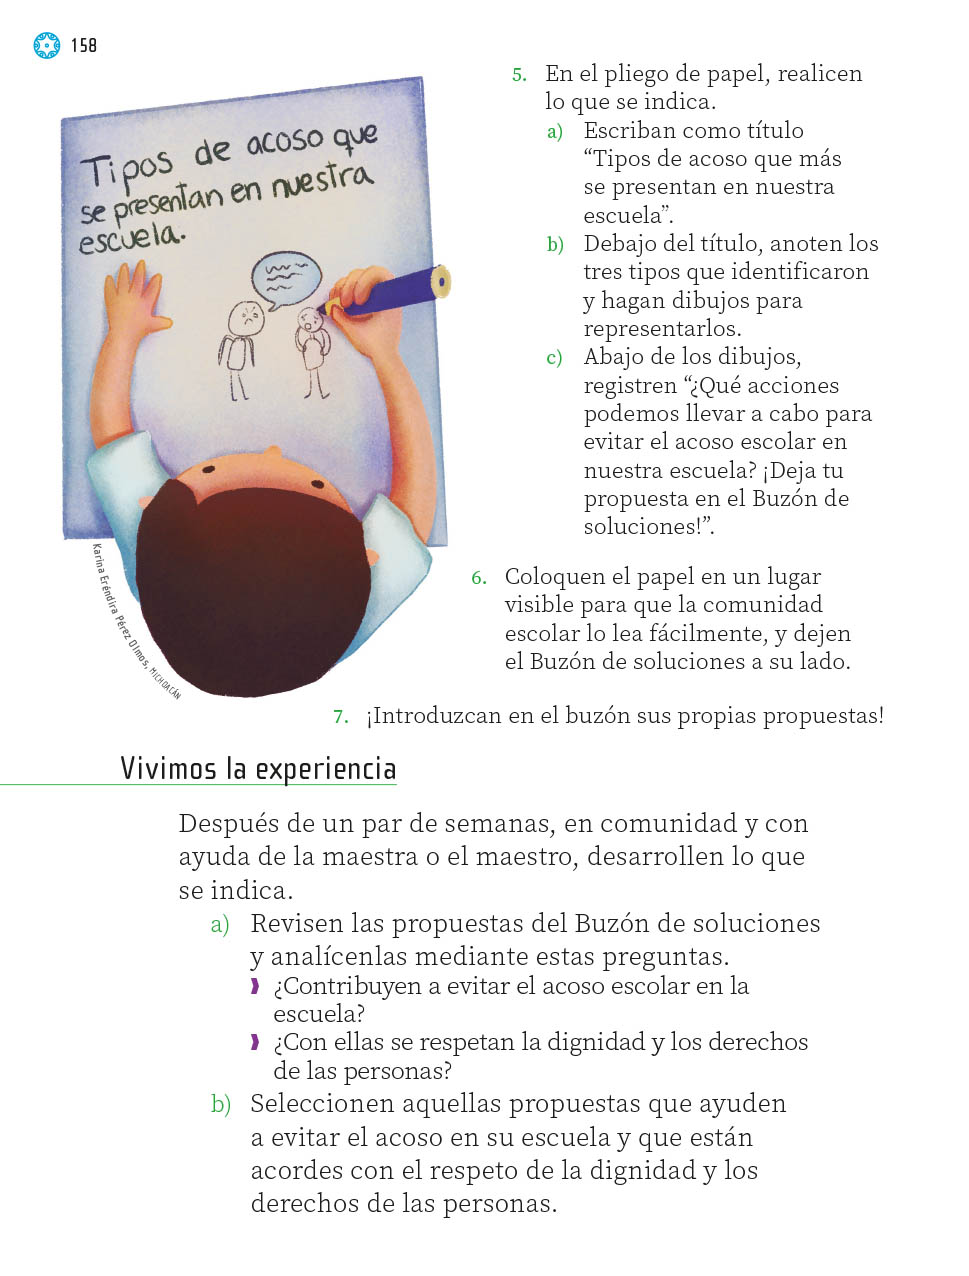 158
Tipos de acoso que
se presentan en nuestra
escuela.
Karina Eréndira Pérez Olmos, MICHOACÁN
5. En el pliego de papel, realicen
lo que se indica.
a) Escriban como título
“Tipos de acoso que más
se presentan en nuestra
escuela”.
b) Debajo del título, anoten los
tres tipos que identificaron
y hagan dibujos para
representarlos.
c) Abajo de los dibujos,
registren “¿Qué acciones
podemos llevar a cabo para
evitar el acoso escolar en
nuestra escuela? ¡Deja tu
propuesta en el Buzón de
soluciones!”.
6. Coloquen el papel en un lugar
visible para que la comunidad
escolar lo lea fácilmente, y dejen
el Buzón de soluciones a su lado.
7. ¡Introduzcan en el buzón sus propias propuestas!
Vivimos la experiencia
Después de un par de semanas, en comunidad y con
ayuda de la maestra o el maestro, desarrollen lo que
se indica.
a) Revisen las propuestas del Buzón de soluciones
y analícenlas mediante estas preguntas.
¿Contribuyen a evitar el acoso escolar en la
escuela?
¿Con ellas se respetan la dignidad y los derechos
de las personas?
b) Seleccionen aquellas propuestas que ayuden
a evitar el acoso en su escuela y que están
acordes con el respeto de la dignidad y los
derechos de las personas.